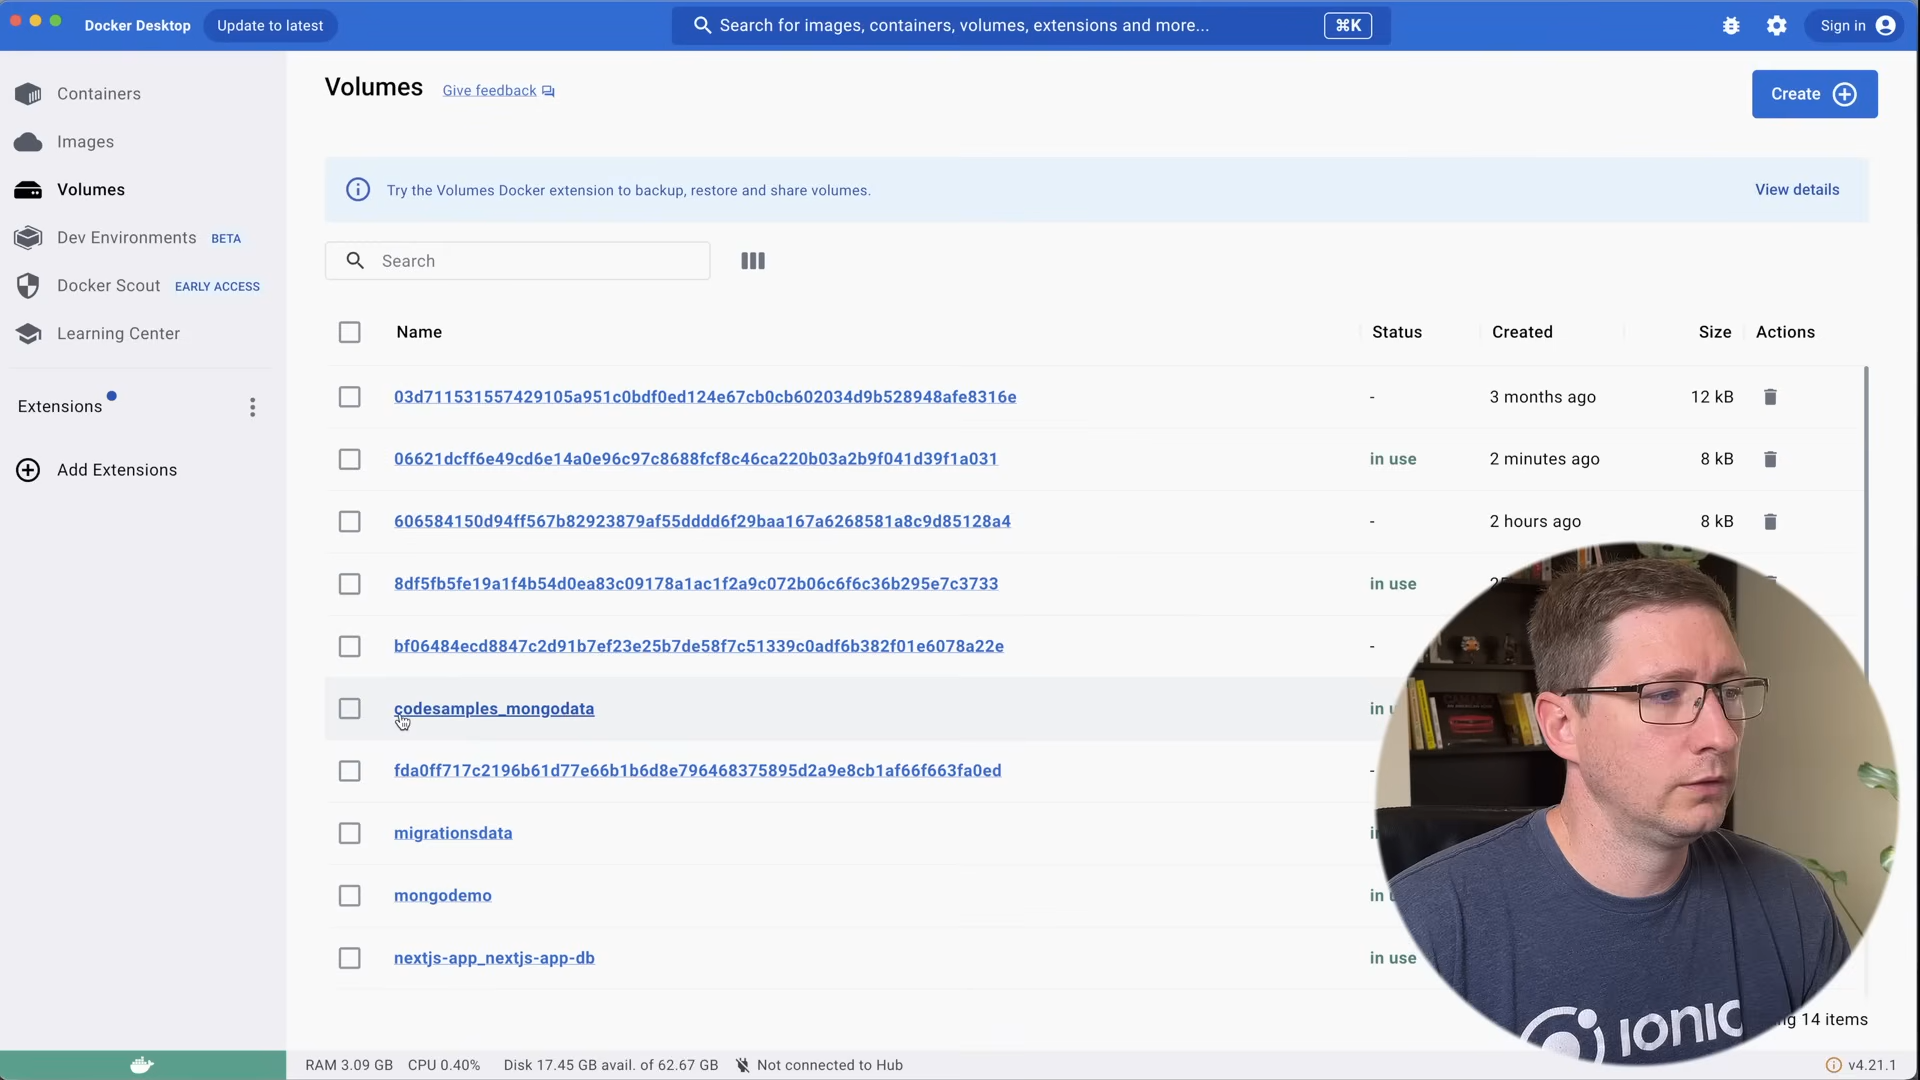 Docker Desktop Update to latest Search for images, containers, volumes, extensions and more... ⌘K Sign in
Containers
Images
Volumes
Dev Environments BETA
Docker Scout EARLY ACCESS
Learning Center
Extensions
Add Extensions
Volumes Give feedback
Create
Try the Volumes Docker extension to backup, restore and share volumes. View details
Search
Name Status Created Size Actions
03d711531557429105a951c0bdf0ed124e67cb0cb602034d9b528948afe8316e - 3 months ago 12 kB
06621dcff6e49cd6e14a0e96c97c8688fcf8c46ca220b03a2b9f041d39f1a031 in use 2 minutes ago 8 kB
606584150d94ff567b82923879af55dddd6f29baa167a6268581a8c9d85128a4 - 2 hours ago 8 kB
8df5fb5fe19a1f4b54d0ea83c09178a1ac1f2a9c072b06c6f6c36b295e7c3733 in use
bf06484ecd8847c2d91b7ef23e25b7de58f7c51339c0adf6b382f01e6078a22e -
codesamples_mongodata in
fda0ff717c2196b61d77e66b1b6d8e796468375895d2a9e8cb1af66f663fa0ed -
migrationsdata
mongodemo in
nextjs-app_nextjs-app-db in use
14 items
IONIC
RAM 3.09 GB CPU 0.40% Disk 17.45 GB avail. of 62.67 GB Not connected to Hub v4.21.1